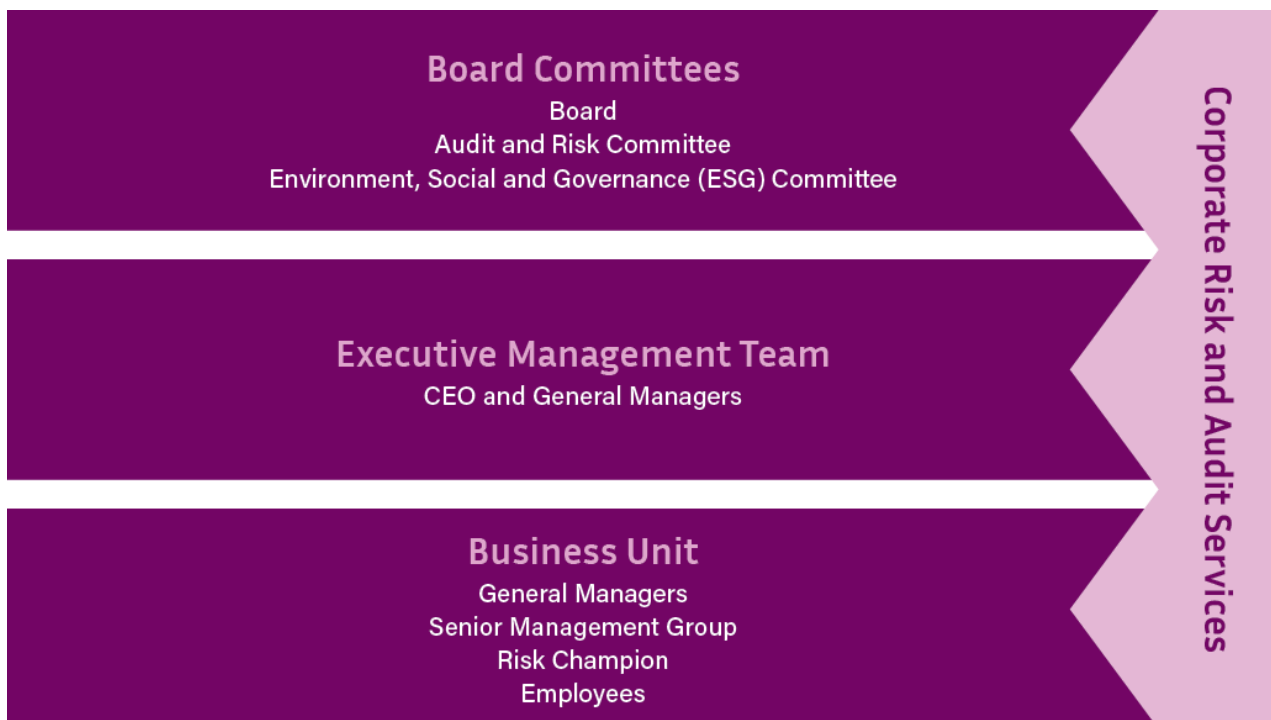 Board Committees
Board
Audit and Risk Committee
Environment, Social and Governance (ESG) Committee
Executive Management Team
CEO and General Managers
Business Unit
General Managers
Senior Management Group
Risk Champion
Employees
Corporate Risk and Audit Services